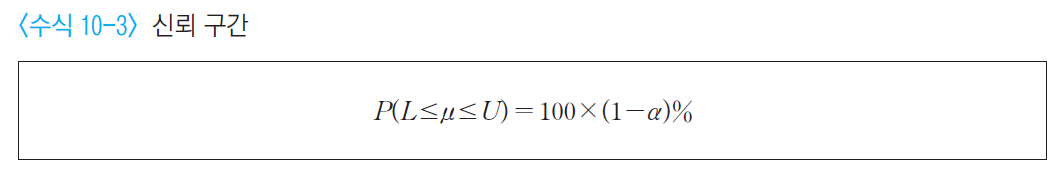 〈수식 10-3〉 신뢰 구간
P(L≤μ≤U)=100×(1-α)%